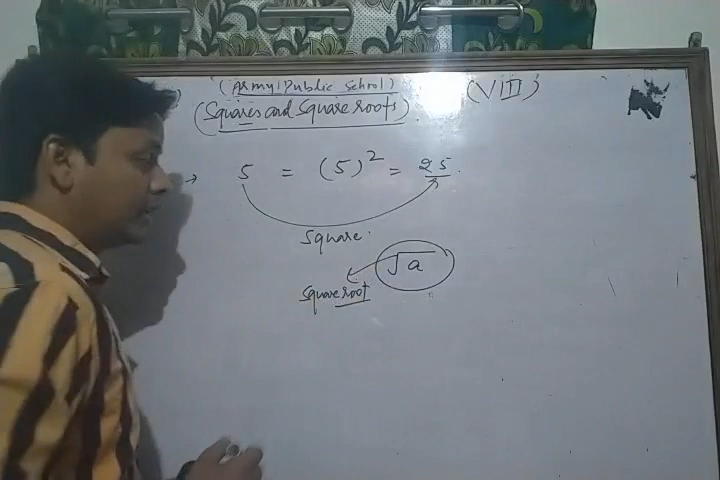 (Army Public School)
(VIII)
(Squares and Square roots)
→ 5 = (5)² = 25.
Square.
√a
Square root